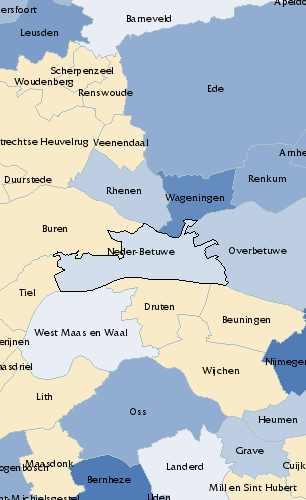 Barneveld
Apeldo
ersfoort
Leusden
Scherpenzeel
Woudenberg
Renswoude
Ede
trechtse Heuvelrug
Veenendaal
Arnhe
Duurstede
Rhenen
Renkum
Wageningen
Buren
Neder-Betuwe
Overbetuwe
Tiel
Druten
Beuningen
West Maas en Waal
erijnen
Nijmegen
aasdriel
Wijchen
Lith
Oss
Heumen
Grave
ogenbosch
Maasdonk
Landerd
Cuijk
Bernheze
Mill en Sint Hubert
nt-Michielsgestel
Uden